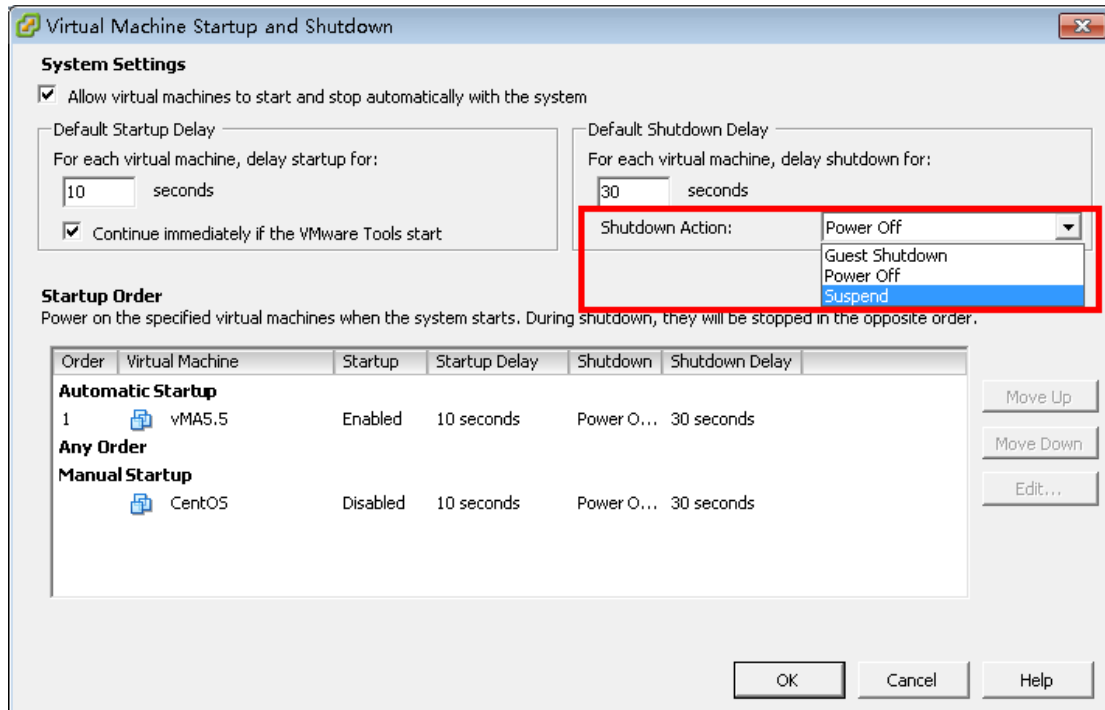 Virtual Machine Startup and Shutdown
System Settings
Allow virtual machines to start and stop automatically with the system
Default Startup Delay
For each virtual machine, delay startup for:
10 seconds
Continue immediately if the VMware Tools start
Default Shutdown Delay
For each virtual machine, delay shutdown for:
30 seconds
Shutdown Action: Power Off
Guest Shutdown
Power Off
Suspend
Startup Order
Power on the specified virtual machines when the system starts. During shutdown, they will be stopped in the opposite order.
Order Virtual Machine Startup Startup Delay Shutdown Shutdown Delay
Automatic Startup
1 vMA5.5 Enabled 10 seconds Power O... 30 seconds
Any Order
Manual Startup
CentOS Disabled 10 seconds Power O... 30 seconds
Move Up
Move Down
Edit...
OK Cancel Help